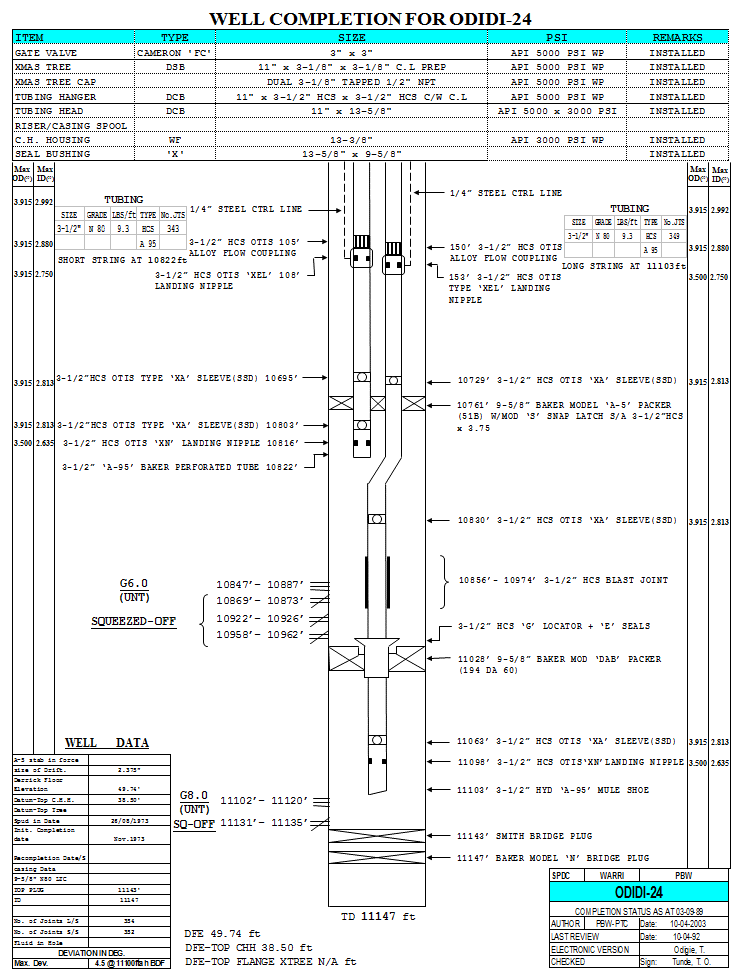 WELL COMPLETION FOR ODIDI-24
ITEM TYPE SIZE PSI REMARKS
GATE VALVE CAMERON 'FC' 3" x 3" API 5000 PSI WP INSTALLED
XMAS TREE DSB 11" x 3-1/8" x 3-1/8" C.L PREP API 5000 PSI WP INSTALLED
XMAS TREE CAP DUAL 3-1/8" TAPPED 1/2" NPT API 5000 PSI WP INSTALLED
TUBING HANGER DCB 11" x 3-1/2" HCS x 3-1/2" HCS C/W C.L API 5000 PSI WP INSTALLED
TUBING HEAD DCB 11" x 13-5/8" API 5000 x 3000 PSI INSTALLED
RISER/CASING SPOOL
C.H. HOUSING WF 13-3/8" API 3000 PSI WP INSTALLED
SEAL BUSHING 'X' 13-5/8" x 9-5/8" INSTALLED
Max Max
OD(") ID(")
Max Max
OD(") ID(")
3.915 2.992
3.915 2.880
3.915 2.750
3.915 2.813
3.915 2.813
3.500 2.635
TUBING
SIZE GRADE LBS/ft TYPE No.JTS
3-1/2" N 80 9.3 HCS 343
A 95
SHORT STRING AT 10822ft
1/4" STEEL CTRL LINE
3-1/2" HCS OTIS 105'
ALLOY FLOW COUPLING
3-1/2" HCS OTIS "XEL" 108'
LANDING NIPPLE
3-1/2"HCS OTIS TYPE 'XA' SLEEVE(SSD) 10695'
3-1/2"HCS OTIS TYPE 'XA' SLEEVE(SSD) 10803'
3-1/2" HCS OTIS 'XN' LANDING NIPPLE 10816'
3-1/2" 'A-95' BAKER PERFORATED TUBE 10822'
1/4" STEEL CTRL LINE
TUBING
SIZE GRADE LBS/ft TYPE No.JTS
3-1/2" N 80 9.3 HCS 349
A 95
LONG STRING AT 11103ft
150' 3-1/2" HCS OTIS
ALLOY FLOW COUPLING
153' 3-1/2" HCS OTIS
TYPE 'XEL' LANDING
NIPPLE
3.915 2.992
3.915 2.880
3.500 2.750
10729' 3-1/2" HCS OTIS 'XA' SLEEVE(SSD) 3.915 2.813
10761' 9-5/8" BAKER MODEL 'A-5' PACKER
(51B) W/MOD 'S' SNAP LATCH S/A 3-1/2"HCS
x 3.75
10830' 3-1/2" HCS OTIS 'XA' SLEEVE(SSD) 3.915 2.813
10856'- 10974' 3-1/2" HCS BLAST JOINT
G6.0
(UNT)
SQUEEZED-OFF
10847'- 10887'
10869'- 10873'
10922'- 10926'
10958'- 10962'
3-1/2" HCS 'G' LOCATOR + 'E' SEALS
11028' 9-5/8" BAKER MOD 'DAB' PACKER
(194 DA 60)
11063' 3-1/2" HCS OTIS 'XA' SLEEVE(SSD) 3.915 2.813
11098' 3-1/2" HCS OTIS'XN'LANDING NIPPLE 3.500 2.635
11103' 3-1/2" HYD 'A-95' MULE SHOE
G8.0
(UNT)
SQ-OFF
11102'- 11120'
11131'- 11135'
11143' SMITH BRIDGE PLUG
11147' BAKER MODEL 'N' BRIDGE PLUG
TD 11147 ft
DFE 49.74 ft
DFE-TOP CHH 38.50 ft
DFE-TOP FLANGE XTREE N/A ft
WELL DATA
A-5 stab in force
size of Drift. 2.375"
Derrick Floor
Elevation 49.74'
Datum-Top C.H.H. 38.50'
Datum-Top Tree
Spud in Date 26/08/1973
Init. Completion
date Nov.1973
Recompletion Date/S
casing Data
9-5/8" N80 LTC
TOP PLUG 11143'
TD 11147
No. of Joints L/S 354
No. of Joints S/S 352
Fluid in Hole
DEVIATION IN DEG.
Max. Dev. 4.5 @ 11100ftah BDF
SPDC WARRI PBW
ODIDI-24
COMPLETION STATUS AS AT 03-09-89
AUTHOR PBW-PTC Date: 10-04-2003
LAST REVIEW Date: 10-04-92
ELECTRONIC VERSION Odigie, T.
CHECKED Sign: Tunde, T. O.